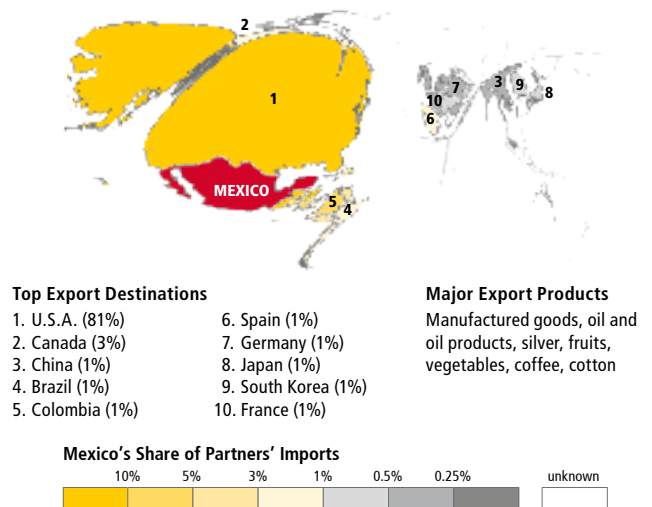 2
1
7
3
9
8
10
6
MEXICO
5
4
Top Export Destinations
1. U.S.A. (81%)
2. Canada (3%)
3. China (1%)
4. Brazil (1%)
5. Colombia (1%)
6. Spain (1%)
7. Germany (1%)
8. Japan (1%)
9. South Korea (1%)
10. France (1%)
Major Export Products
Manufactured goods, oil and
oil products, silver, fruits,
vegetables, coffee, cotton
Mexico’s Share of Partners’ Imports
10% 5% 3% 1% 0.5% 0.25% unknown